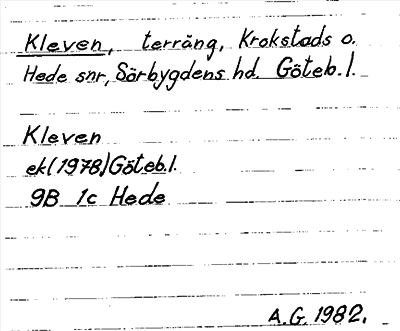 Kleven, terräng, Krokstads o.
Hede snr, Sörbygdens hd. Göteb.l.
Kleven
ek(1978)Göteb.l.
9B 1c Hede
A.G. 1982.